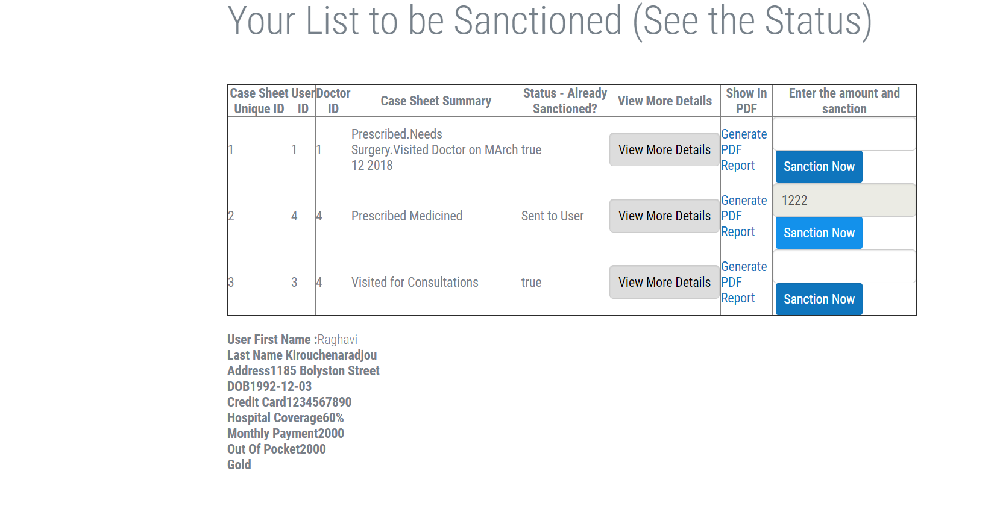 Your List to be Sanctioned (See the Status)
Case Sheet Unique ID User ID Doctor ID Case Sheet Summary Status - Already Sanctioned? View More Details Show In PDF Enter the amount and sanction
1 1 1 Prescribed.Needs Surgery.Visited Doctor on MArch 12 2018 true View More Details Generate PDF Report Sanction Now
2 4 4 Prescribed Medicined Sent to User View More Details Generate PDF Report 1222 Sanction Now
3 3 4 Visited for Consultations true View More Details Generate PDF Report Sanction Now
User First Name :Raghavi
Last Name Kirouchenaradjou
Address1185 Bolyston Street
DOB1992-12-03
Credit Card1234567890
Hospital Coverage60%
Monthly Payment2000
Out Of Pocket2000
Gold